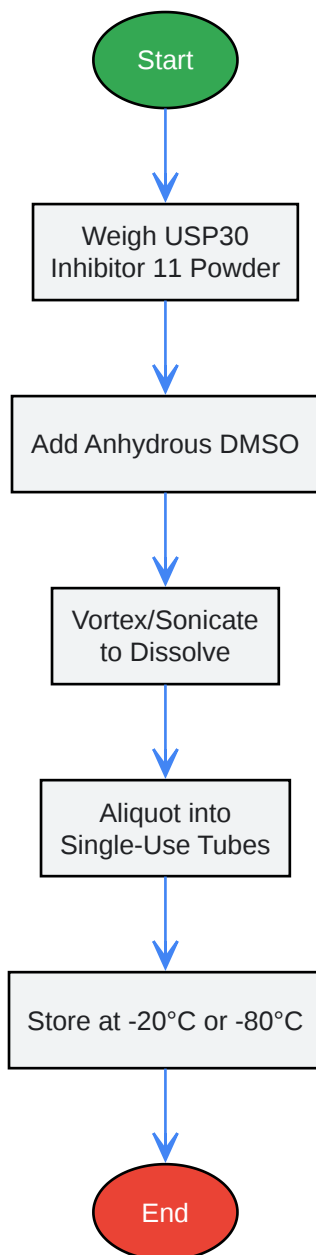 Start
Weigh USP30
Inhibitor 11 Powder
Add Anhydrous DMSO
Vortex/Sonicate
to Dissolve
Aliquot into
Single-Use Tubes
Store at -20°C or -80°C
End